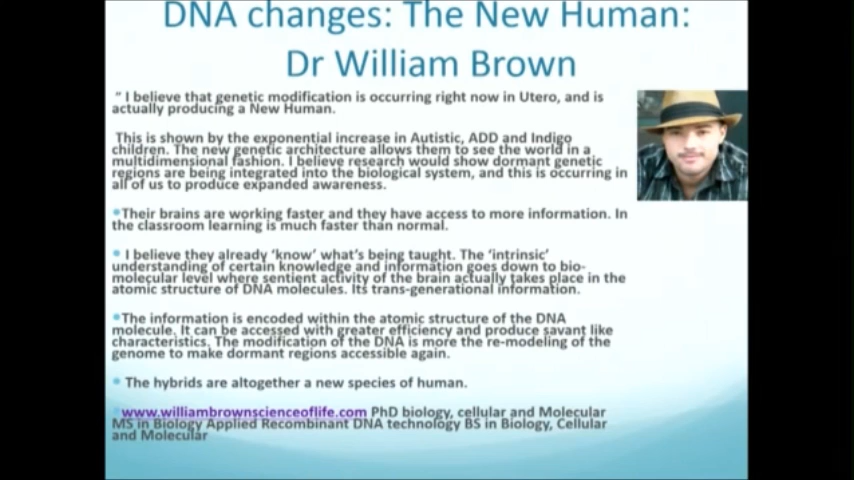 DNA changes: The New Human:
Dr William Brown
“ I believe that genetic modification is occurring right now in Utero, and is
actually producing a New Human.
This is shown by the exponential increase in Autistic, ADD and Indigo
children. The new genetic architecture allows them to see the world in a
multidimensional fashion. I believe research would show dormant genetic
regions are being integrated into the biological system, and this is occurring in
all of us to produce expanded awareness.
•Their brains are working faster and they have access to more information. In
the classroom learning is much faster than normal.
• I believe they already ‘know’ what’s being taught. The ‘intrinsic’
understanding of certain knowledge and information goes down to bio-
molecular level where sentient activity of the brain actually takes place in the
atomic structure of DNA molecules. Its trans-generational information.
•The information is encoded within the atomic structure of the DNA
molecule. It can be accessed with greater efficiency and produce savant like
characteristics. The modification of the DNA is more the re-modeling of the
genome to make dormant regions accessible again.
• The hybrids are altogether a new species of human.
•www.williambrownscienceoflife.com PhD biology, cellular and Molecular
MS in Biology Applied Recombinant DNA technology BS in Biology, Cellular
and Molecular